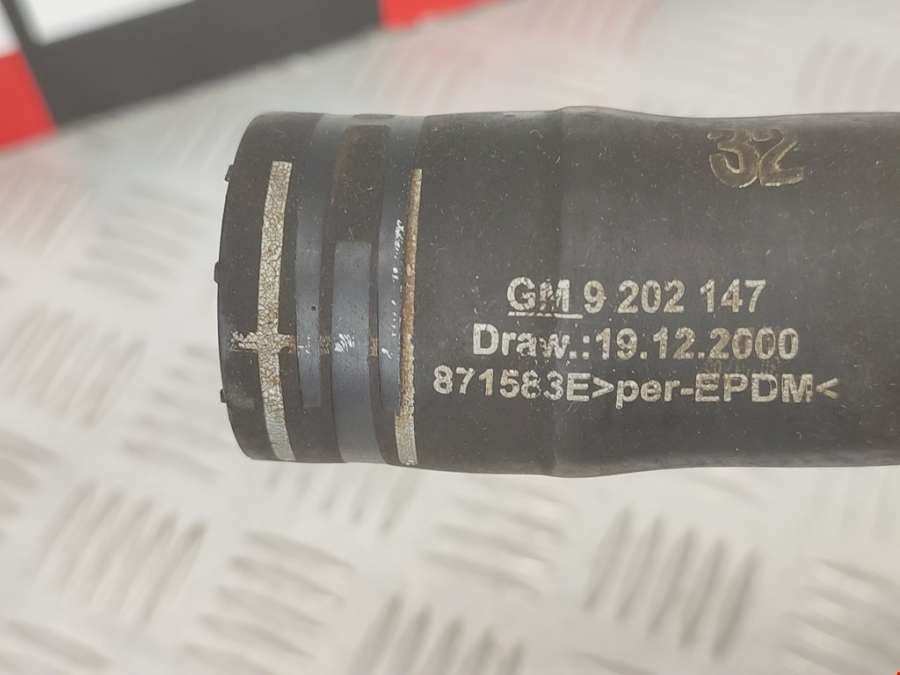 32
GM 9 202 147
Draw.:19.12.2000
871583E>per-EPDM<